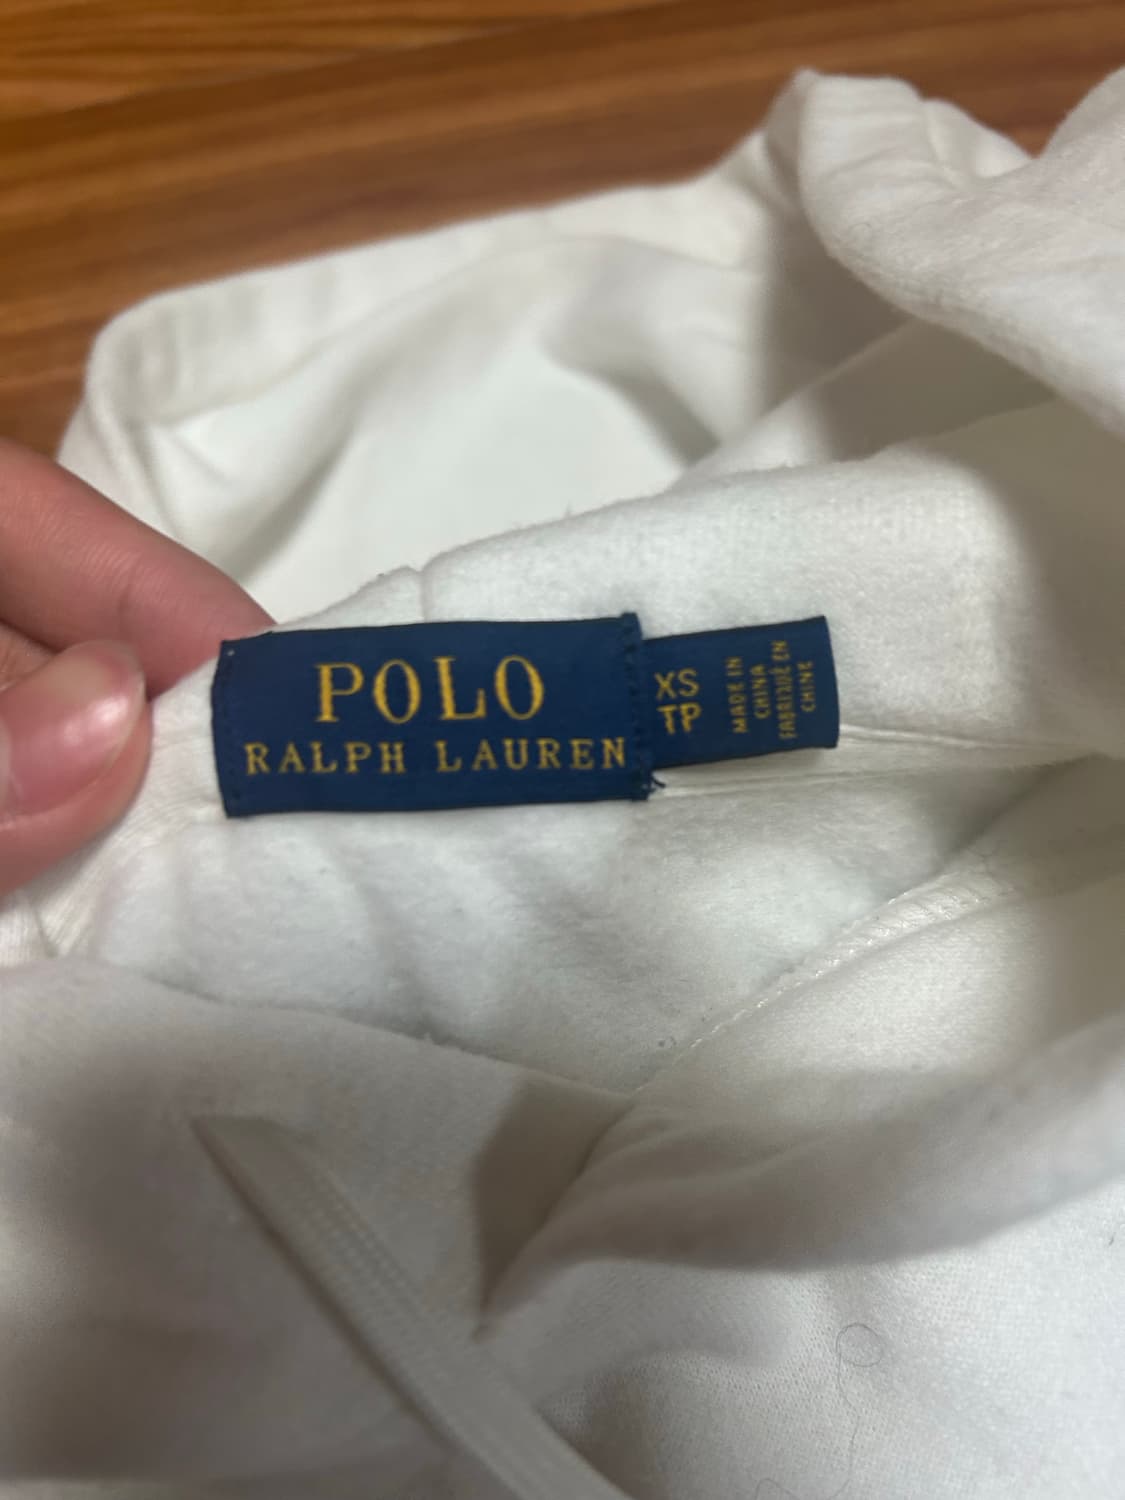 POLO
RALPH LAUREN
XS
TP
MADE IN
CHINA
FABRIQUÉ EN
CHINE